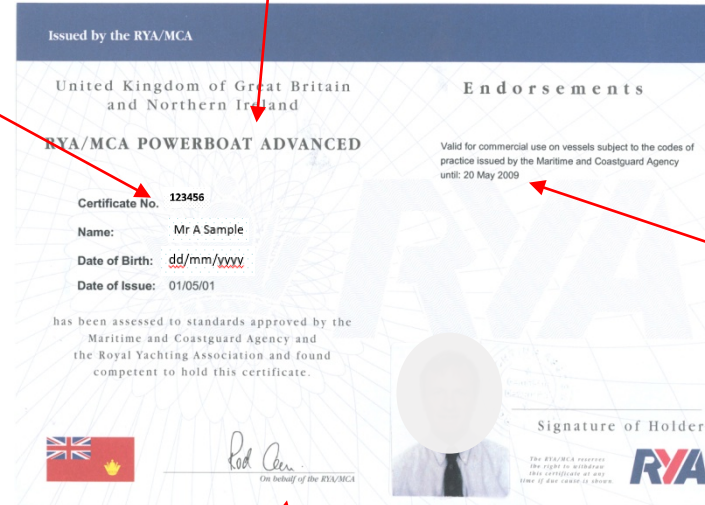 Issued by the RYA/MCA
United Kingdom of Great Britain
and Northern Ireland
RYA/MCA POWERBOAT ADVANCED
Certificate No. 123456
Name: Mr A Sample
Date of Birth: dd/mm/yyyy
Date of Issue: 01/05/01
has been assessed to standards approved by the
Maritime and Coastguard Agency and
the Royal Yachting Association and found
competent to hold this certificate.
On behalf of the RYA/MCA
Endorsements
Valid for commercial use on vessels subject to the codes of
practice issued by the Maritime and Coastguard Agency
until: 20 May 2009
Signature of Holder
The RYA/MCA reserves
the right to withdraw
this certificate at any
time if due cause is shown
RYA